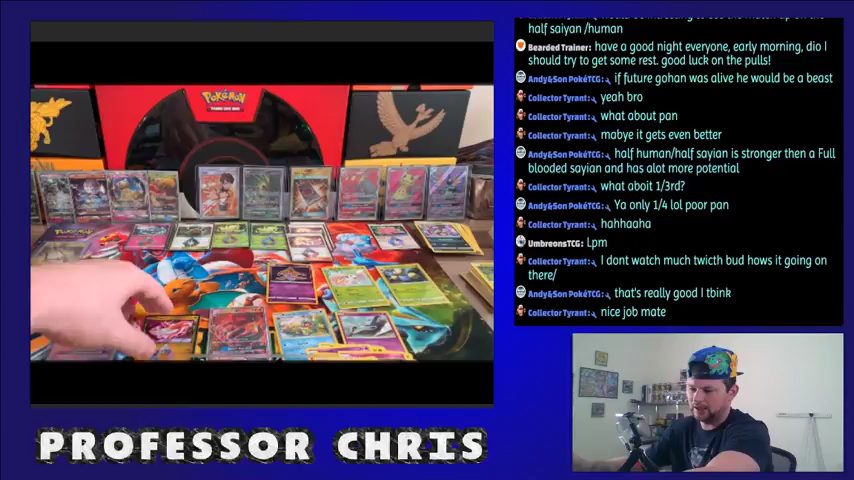 half saiyan /human
Bearded Trainer: have a good night everyone, early morning, dio I
should try to get some rest. good luck on the pulls!
Andy&Son PokéTCG: if future gohan was alive he would be a beast
Collector Tyrant: yeah bro
Collector Tyrant: what about pan
Collector Tyrant: mabye it gets even better
Andy&Son PokéTCG: half human/half sayian is stronger then a Full
blooded sayian and has alot more potential
Collector Tyrant: what aboit 1/3rd?
Andy&Son PokéTCG: Ya only 1/4 lol poor pan
Collector Tyrant: hahhaaha
UmbreonsTCG: Lpm
Collector Tyrant: I dont watch much twicth bud hows it going on
there/
Andy&Son PokéTCG: that's really good I think
Collector Tyrant: nice job mate
Pokémon
PROFESSOR CHRIS